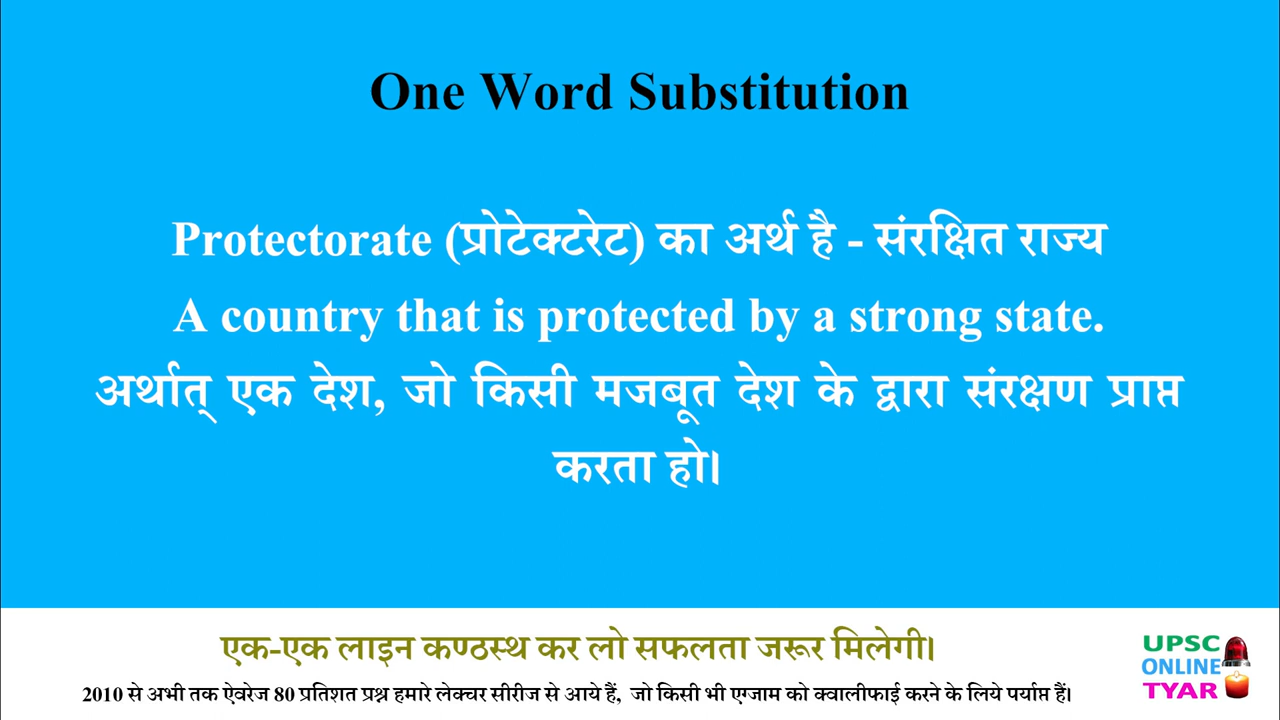 One Word Substitution
Protectorate (प्रोटेक्टरेट) का अर्थ है - संरक्षित राज्य
A country that is protected by a strong state.
अर्थात् एक देश, जो किसी मजबूत देश के द्वारा संरक्षण प्राप्त
करता हो।
एक-एक लाइन कण्ठस्थ कर लो सफलता जरूर मिलेगी।
2010 से अभी तक ऐवरेज 80 प्रतिशत प्रश्न हमारे लेक्चर सीरीज से आये हैं, जो किसी भी एग्जाम को क्वालीफाई करने के लिये पर्याप्त हैं।
UPSC
ONLINE
TYAR